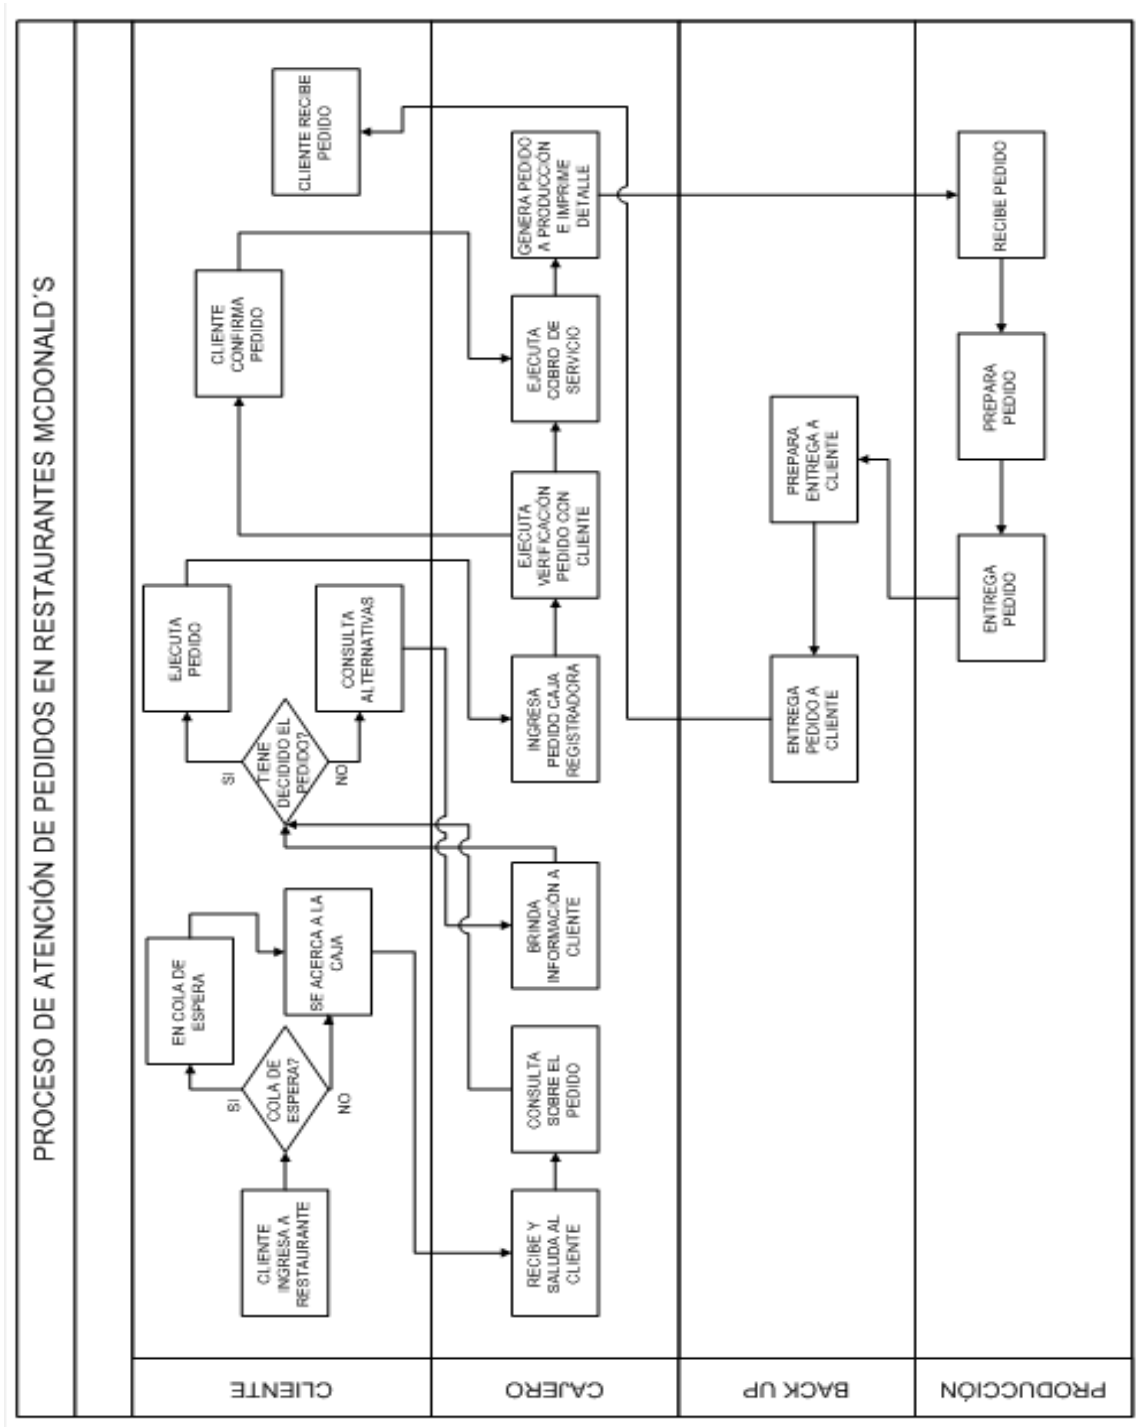 PROCESO DE ATENCIÓN DE PEDIDOS EN RESTAURANTES MCDONALD´S
CLIENTE
CLIENTE
INGRESA A
RESTAURANTE
COLA DE
ESPERA?
SI
NO
EN COLA DE
ESPERA
SE ACERCA A LA
CAJA
TIENE
DECIDIDO EL
PEDIDO?
SI
NO
EJECUTA
PEDIDO
CONSULTA
ALTERNATIVAS
CLIENTE
CONFIRMA
PEDIDO
CLIENTE RECIBE
PEDIDO
CAJERO
RECIBE Y
SALUDA AL
CLIENTE
CONSULTA
SOBRE EL
PEDIDO
BRINDA
INFORMACIÓN A
CLIENTE
INGRESA
PEDIDO CAJA
REGISTRADORA
EJECUTA
VERIFICACIÓN
PEDIDO CON
CLIENTE
EJECUTA
COBRO DE
SERVICIO
GENERA PEDIDO
A PRODUCCIÓN
E IMPRIME
DETALLE
BACK UP
ENTREGA
PEDIDO A
CLIENTE
PREPARA
ENTREGA A
CLIENTE
PRODUCCIÓN
ENTREGA
PEDIDO
PREPARA
PEDIDO
RECIBE PEDIDO